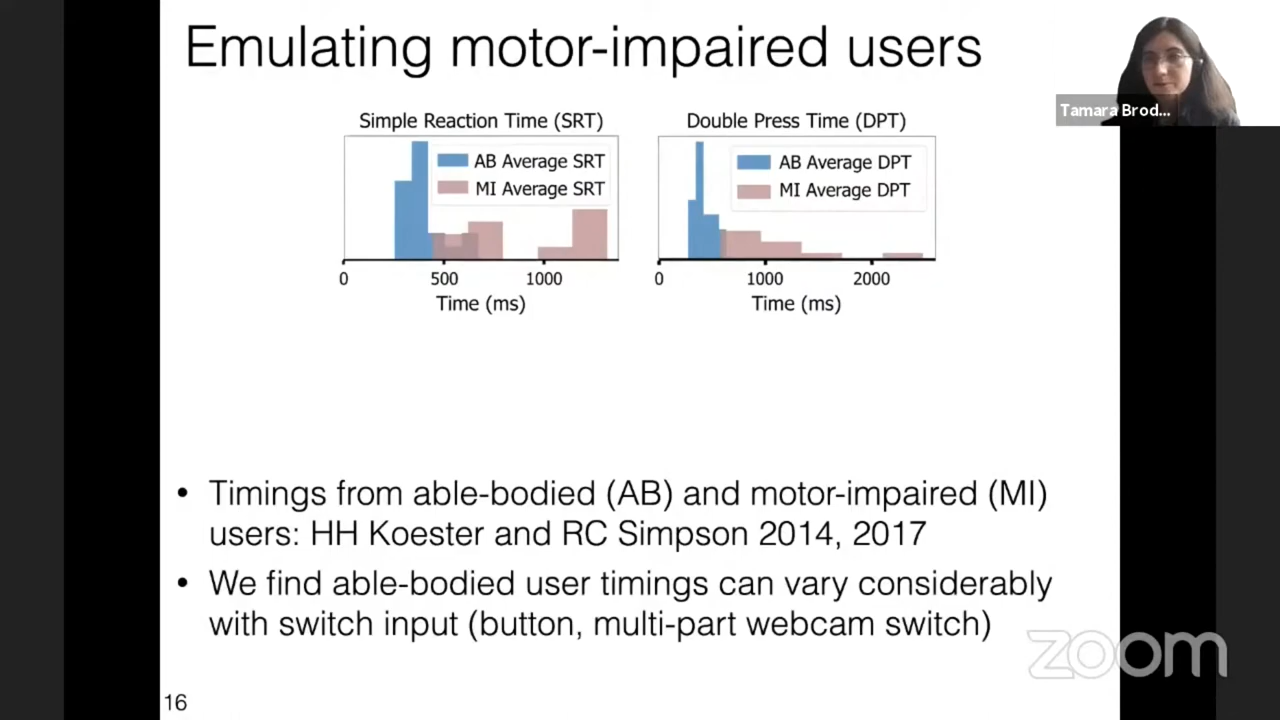 Emulating motor-impaired users
Tamara Brod...
Simple Reaction Time (SRT)
AB Average SRT
MI Average SRT
0 500 1000
Time (ms)
Double Press Time (DPT)
AB Average DPT
MI Average DPT
0 1000 2000
Time (ms)
• Timings from able-bodied (AB) and motor-impaired (MI)
users: HH Koester and RC Simpson 2014, 2017
• We find able-bodied user timings can vary considerably
with switch input (button, multi-part webcam switch)
zoom
16